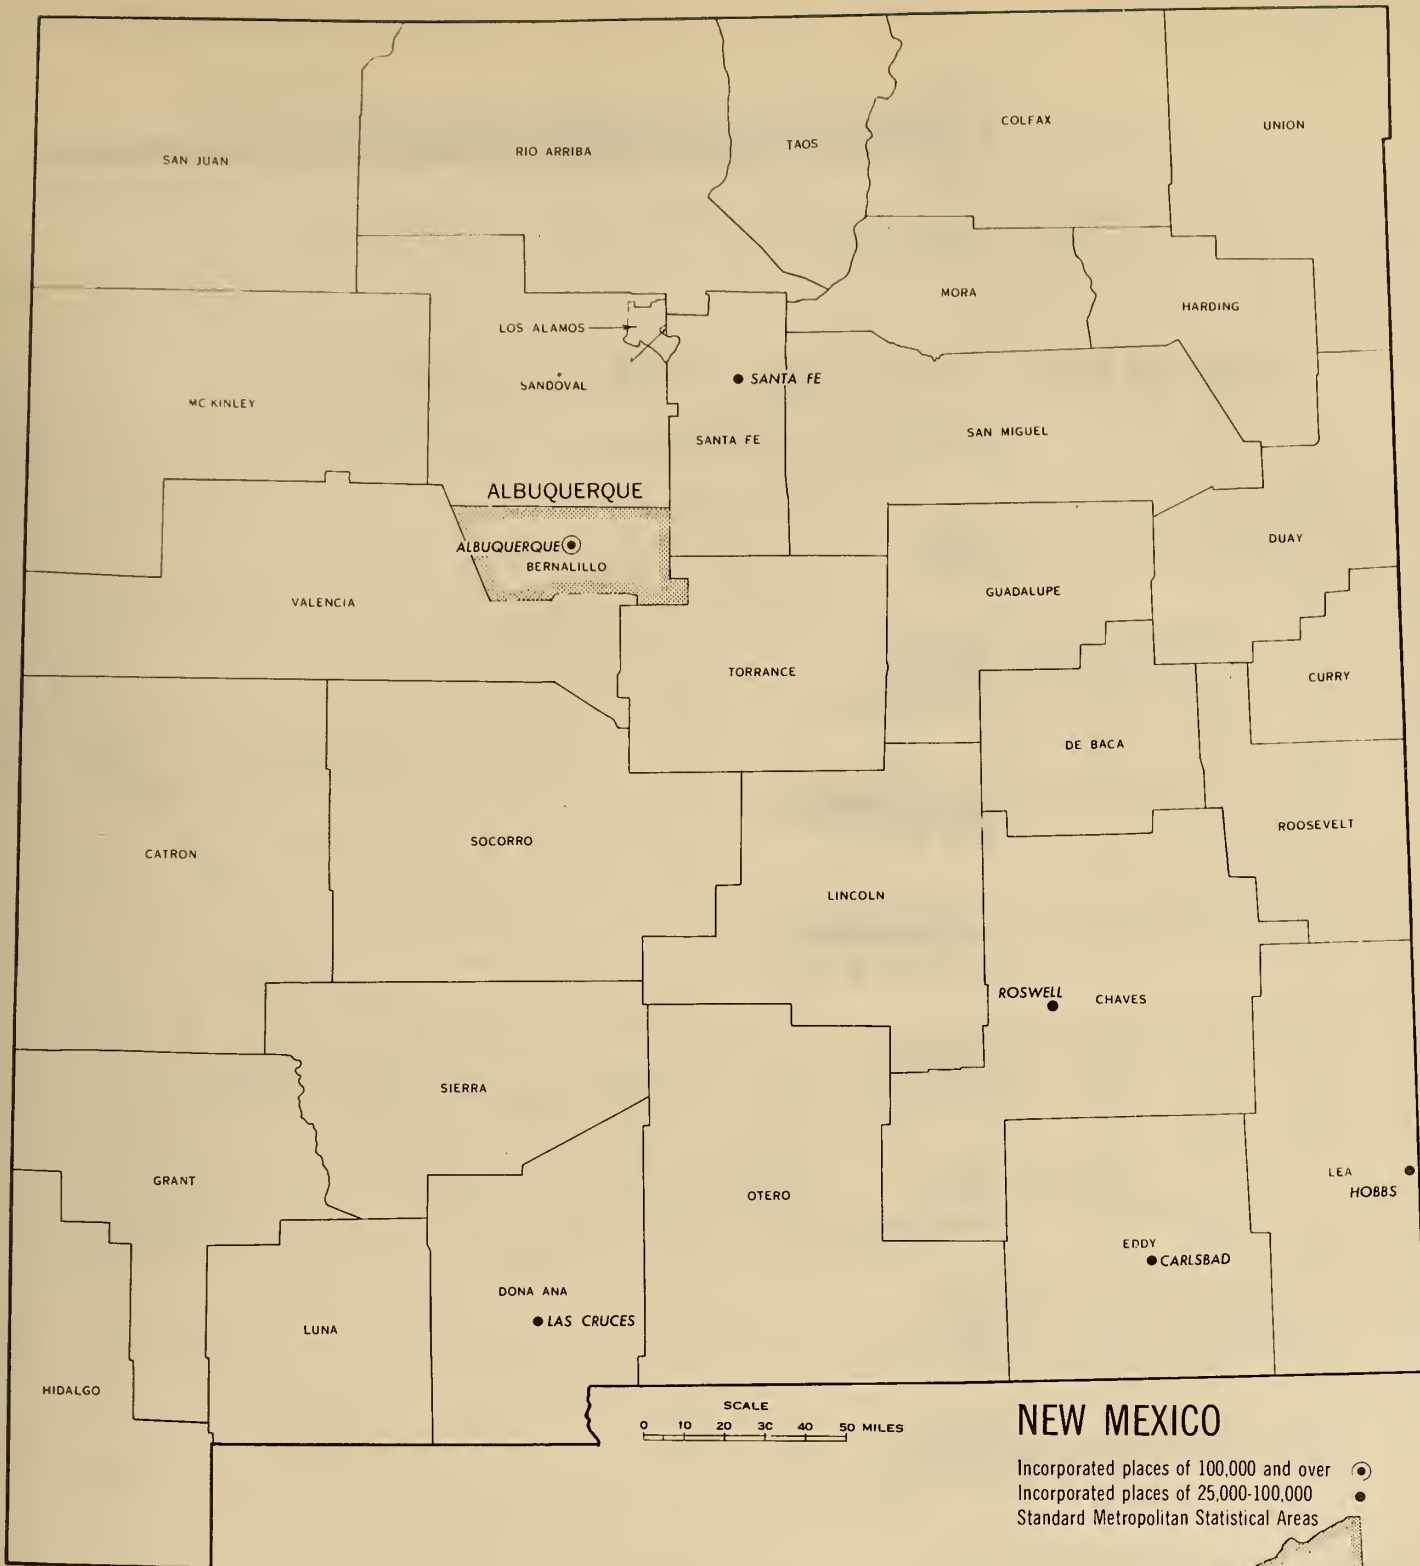 SAN JUAN
RIO ARRIBA
TAOS
COLFAX
UNION
MORA
HARDING
LOS ALAMOS
SANDOVAL
SANTA FE
MC KINLEY
SANTA FE
SAN MIGUEL
ALBUQUERQUE
ALBUQUERQUE
BERNALILLO
DUAY
VALENCIA
GUADALUPE
TORRANCE
CURRY
DE BACA
ROOSEVELT
CATRON
SOCORRO
LINCOLN
ROSWELL
CHAVES
SIERRA
GRANT
OTERO
LEA
HOBBS
EDDY
CARLSBAD
DONA ANA
LAS CRUCES
LUNA
HIDALGO
SCALE
0 10 20 30 40 50 MILES
NEW MEXICO
Incorporated places of 100,000 and over
Incorporated places of 25,000-100,000
Standard Metropolitan Statistical Areas